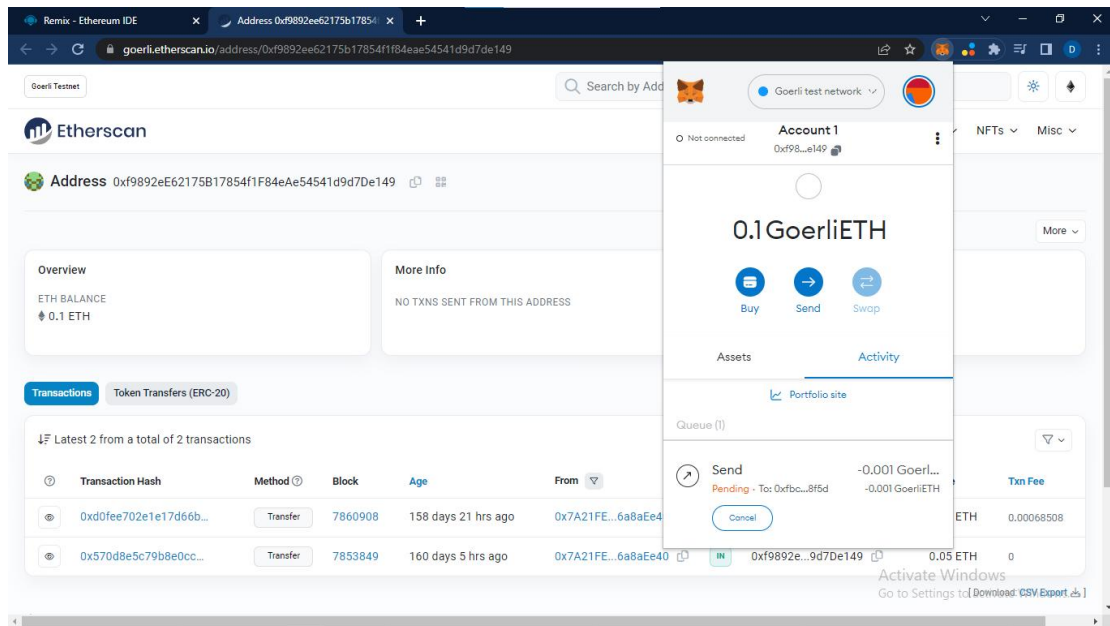 Remix - Ethereum IDE
Address 0xf9892ee62175b17854f
goerli.etherscan.io/address/0xf9892ee62175b17854f1f84eae54541d9d7de149
D
Goerli Testnet
Search by Add
Goerli test network
Etherscan
NFTs
Misc
Not connected
Account 1
0xf98...e149
Address 0xf9892eE62175B17854f1F84eAe54541d9d7De149
0.1 GoerliETH
More
Overview
More Info
ETH BALANCE
NO TXNS SENT FROM THIS ADDRESS
0.1 ETH
Buy
Send
Swap
Assets
Activity
Transactions
Token Transfers (ERC-20)
Portfolio site
Queue (1)
Latest 2 from a total of 2 transactions
Send
-0.001 Goerl...
Pending - To: 0xfbc...8f5d
-0.001 GoerliETH
Cancel
Transaction Hash
Method
Block
Age
From
Txn Fee
0xd0fee702e1e17d66b...
Transfer
7860908
158 days 21 hrs ago
0x7A21FE...6a8aEe4
ETH
0.00068508
0x570d8e5c79b8e0cc...
Transfer
7853849
160 days 5 hrs ago
0x7A21FE...6a8aEe40
IN
0xf9892e...9d7De149
0.05 ETH
0
Activate Windows
Go to Settings to
[ Download: CSV Export ]